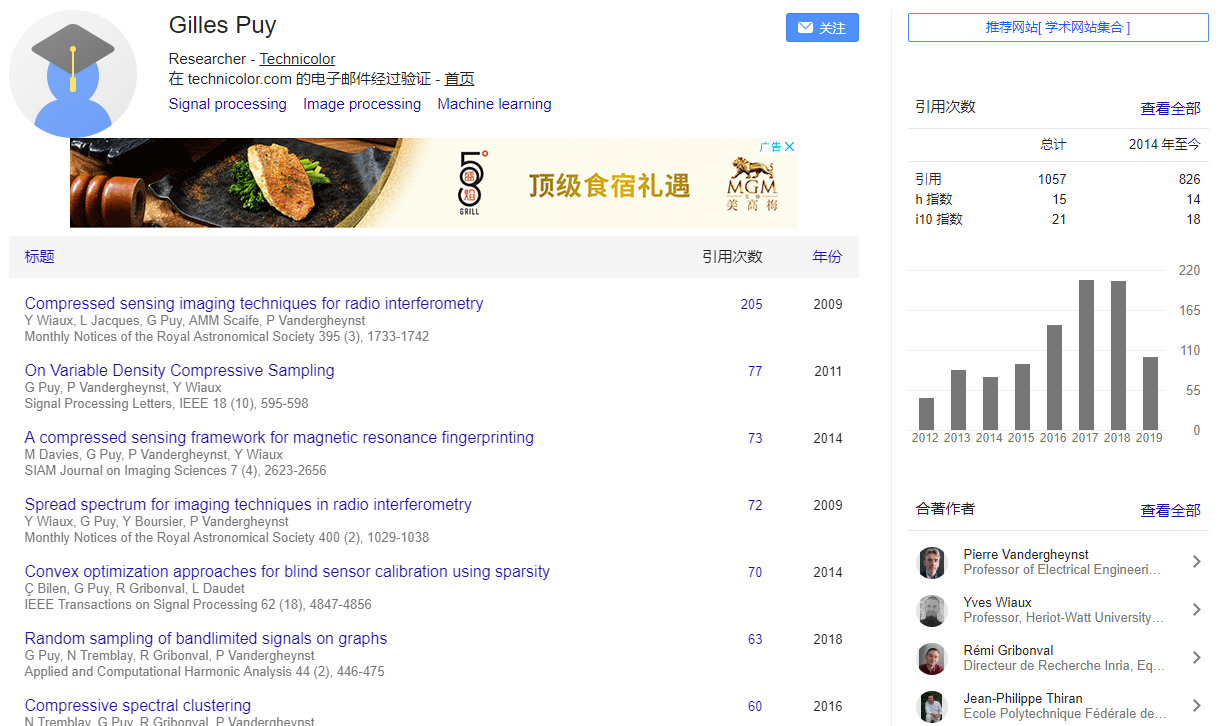 Gilles Puy
关注
Researcher - Technicolor
在 technicolor.com 的电子邮件经过验证 - 首页
Signal processing Image processing Machine learning
广告
58
盛焰
GRILL
顶级食宿礼遇
MGM
美高梅
标题 引用次数 年份
Compressed sensing imaging techniques for radio interferometry 205 2009
Y Wiaux, L Jacques, G Puy, AMM Scaife, P Vandergheynst
Monthly Notices of the Royal Astronomical Society 395 (3), 1733-1742
On Variable Density Compressive Sampling 77 2011
G Puy, P Vandergheynst, Y Wiaux
Signal Processing Letters, IEEE 18 (10), 595-598
A compressed sensing framework for magnetic resonance fingerprinting 73 2014
M Davies, G Puy, P Vandergheynst, Y Wiaux
SIAM Journal on Imaging Sciences 7 (4), 2623-2656
Spread spectrum for imaging techniques in radio interferometry 72 2009
Y Wiaux, G Puy, Y Boursier, P Vandergheynst
Monthly Notices of the Royal Astronomical Society 400 (2), 1029-1038
Convex optimization approaches for blind sensor calibration using sparsity 70 2014
Ç Bilen, G Puy, R Gribonval, L Daudet
IEEE Transactions on Signal Processing 62 (18), 4847-4856
Random sampling of bandlimited signals on graphs 63 2018
G Puy, N Tremblay, R Gribonval, P Vandergheynst
Applied and Computational Harmonic Analysis 44 (2), 446-475
Compressive spectral clustering 60 2016
N Tremblay, G Puy, R Gribonval, P Vandergheynst
推荐网站[ 学术网站集合 ]
引用次数 查看全部
总计 2014 年至今
引用 1057 826
h 指数 15 14
i10 指数 21 18
220
165
110
55
0
2012 2013 2014 2015 2016 2017 2018 2019
合著作者 查看全部
Pierre Vandergheynst
Professor of Electrical Engineeri…
Yves Wiaux
Professor, Heriot-Watt University…
Rémi Gribonval
Directeur de Recherche Inria, Eq…
Jean-Philippe Thiran
Ecole Polytechnique Fédérale de…